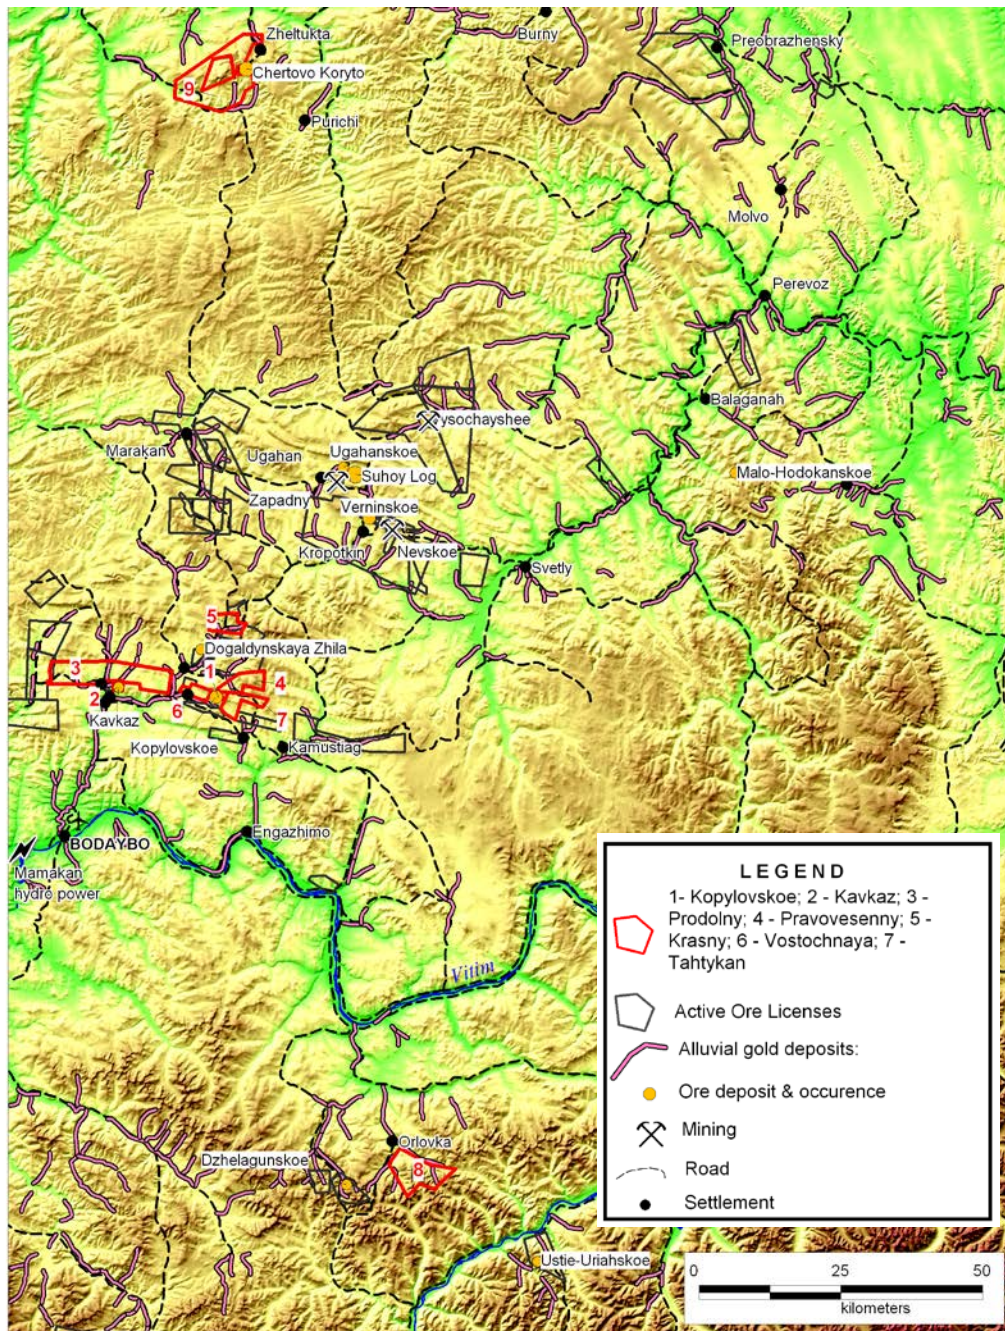 Burny
Zheltukta
Preobrazhensky
Chertovo Koryto
9
Purichi
Molvo
Perevoz
Balaganah
ysochayshee
Marakan
Ugahan
Ugahanskoe
Suhoy Log
Malo-Hodokanskoe
Zapadny
Verninskoe
Kropotkin
Nevskoe
Svetly
5
Dogaldynskaya Zhila
3
1
4
2
6
Kavkaz
7
Kopylovskoe
Kamustiag
BODAYBO
Engazhimo
Mamakan
hydro power
Vitim
Orlovka
Dzhelagunskoe
8
Ustie-Uriahskoe
LEGEND
1- Kopylovskoe; 2 - Kavkaz; 3 -
Prodolny; 4 - Pravovesenny; 5 -
Krasny; 6 - Vostochnaya; 7 -
Tahtykan
Active Ore Licenses
Alluvial gold deposits:
Ore deposit & occurence
Mining
Road
Settlement
0 25 50
kilometers